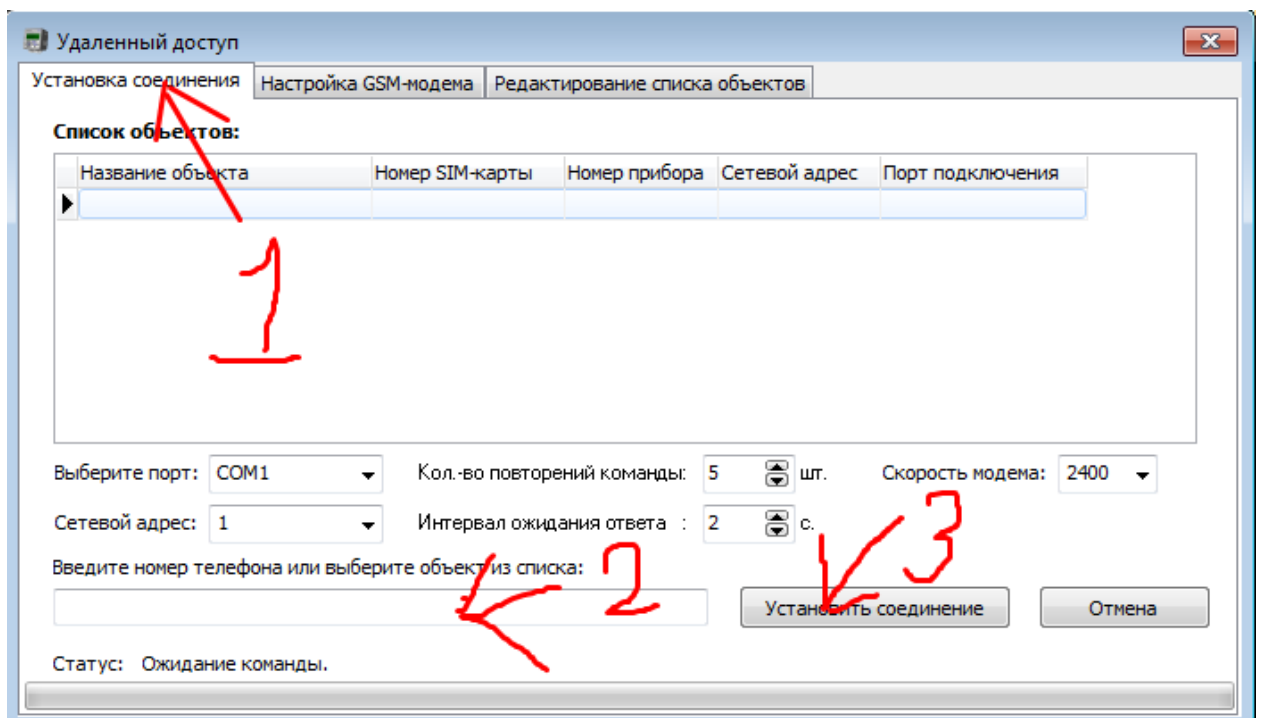 Удаленный доступ
Установка соединения Настройка GSM-модема Редактирование списка объектов
Список объектов:
Название объекта Номер SIM-карты Номер прибора Сетевой адрес Порт подключения
1
Выберите порт: COM1 Кол.-во повторений команды: 5 шт. Скорость модема: 2400
Сетевой адрес: 1 Интервал ожидания ответа : 2 с.
3
Введите номер телефона или выберите объект из списка:
2
Установить соединение Отмена
Статус: Ожидание команды.